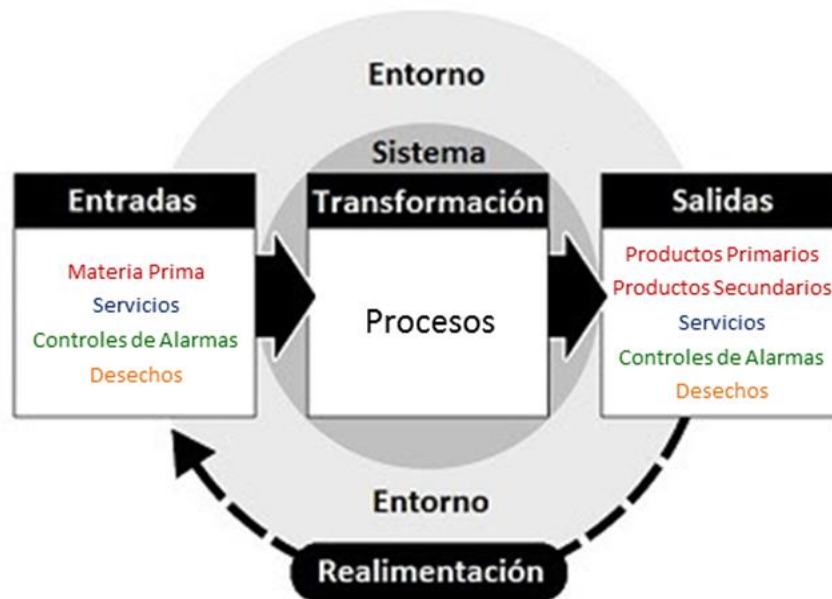 Entorno
Sistema
Entradas
Materia Prima
Servicios
Controles de Alarmas
Desechos
Transformación
Procesos
Salidas
Productos Primarios
Productos Secundarios
Servicios
Controles de Alarmas
Desechos
Entorno
Realimentación